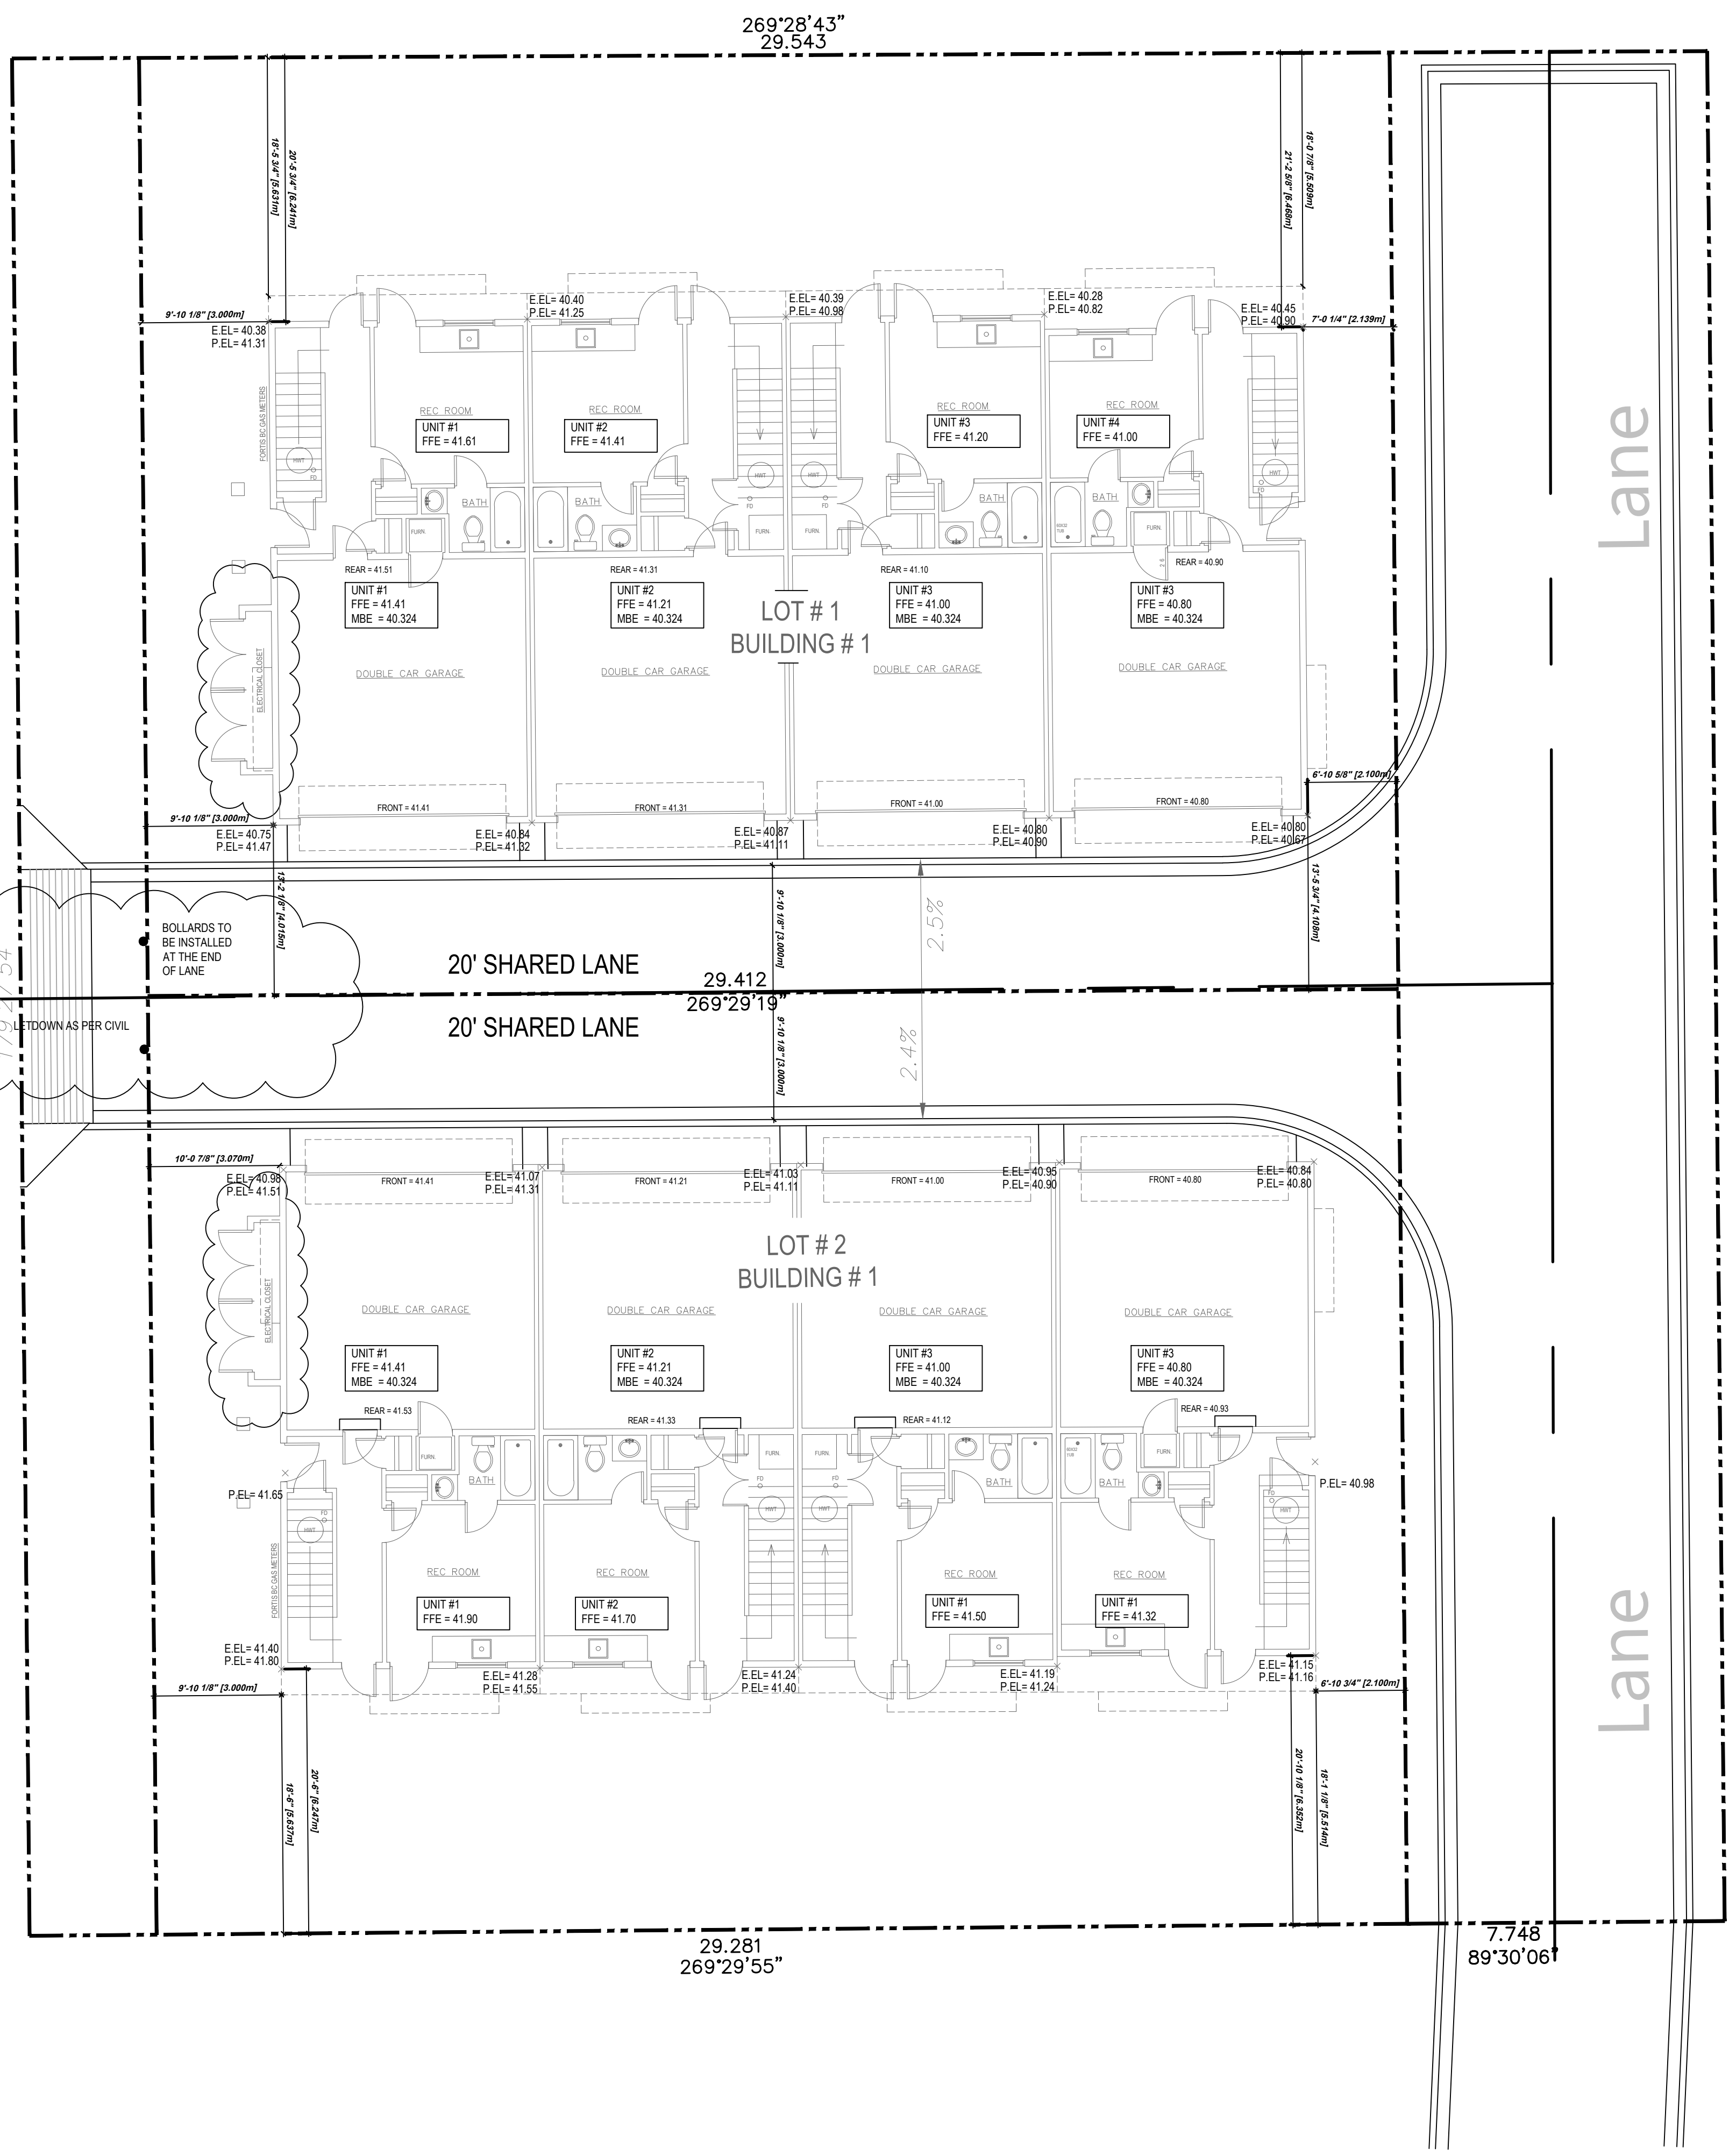 269°28'43"
29.543
18'-5 3/4" [5.631m]
20'-5 3/4" [6.241m]
21'-2 5/8" [6.468m]
18'-0 7/8" [5.509m]
9'-10 1/8" [3.000m]
E.EL= 40.38
P.EL= 41.31
E.EL= 40.40
P.EL= 41.25
E.EL= 40.39
P.EL= 40.98
E.EL= 40.28
P.EL= 40.82
E.EL= 40.45
P.EL= 40.90
7'-0 1/4" [2.139m]
FORTIS BC GAS METERS
REC ROOM
UNIT #1
FFE = 41.61
REC ROOM
UNIT #2
FFE = 41.41
REC ROOM
UNIT #3
FFE = 41.20
REC ROOM
UNIT #4
FFE = 41.00
Lane
HWT
FD
HWT
FD
HWT
FD
HWT
FD
BATH
BATH
BATH
BATH
FURN.
FURN.
FURN.
FURN.
REAR = 41.51
REAR = 41.31
REAR = 41.10
REAR = 40.90
UNIT #1
FFE = 41.41
MBE = 40.324
UNIT #2
FFE = 41.21
MBE = 40.324
UNIT #3
FFE = 41.00
MBE = 40.324
UNIT #3
FFE = 40.80
MBE = 40.324
LOT # 1
BUILDING # 1
ELECTRICAL CLOSET
DOUBLE CAR GARAGE
DOUBLE CAR GARAGE
DOUBLE CAR GARAGE
DOUBLE CAR GARAGE
6'-10 5/8" [2.100m]
FRONT = 41.41
FRONT = 41.31
FRONT = 41.00
FRONT = 40.80
9'-10 1/8" [3.000m]
E.EL= 40.75
P.EL= 41.47
E.EL= 40.84
P.EL= 41.32
E.EL= 40.87
P.EL= 41.11
E.EL= 40.80
P.EL= 40.90
E.EL= 40.80
P.EL= 40.67
13'-2 1/8" [4.015m]
9'-10 1/8" [3.000m]
2.5%
13'-5 3/4" [4.108m]
BOLLARDS TO
BE INSTALLED
AT THE END
OF LANE
20' SHARED LANE
29.412
269°29'19"
LETDOWN AS PER CIVIL
20' SHARED LANE
9'-10 1/8" [3.000m]
2.4%
10'-0 7/8" [3.070m]
E.EL= 40.98
P.EL= 41.51
E.EL= 41.07
P.EL= 41.31
E.EL= 41.03
P.EL= 41.11
E.EL= 40.95
P.EL= 40.90
E.EL= 40.84
P.EL= 40.80
FRONT = 41.41
FRONT = 41.21
FRONT = 41.00
FRONT = 40.80
LOT # 2
BUILDING # 1
ELECTRICAL CLOSET
DOUBLE CAR GARAGE
DOUBLE CAR GARAGE
DOUBLE CAR GARAGE
DOUBLE CAR GARAGE
UNIT #1
FFE = 41.41
MBE = 40.324
UNIT #2
FFE = 41.21
MBE = 40.324
UNIT #3
FFE = 41.00
MBE = 40.324
UNIT #3
FFE = 40.80
MBE = 40.324
REAR = 41.53
REAR = 41.33
REAR = 41.12
REAR = 40.93
FURN.
FURN.
FURN.
FURN.
BATH
BATH
BATH
P.EL= 41.65
P.EL= 40.98
FD
HWT
FD
HWT
FD
HWT
FD
HWT
FORTIS BC GAS METERS
REC ROOM
UNIT #1
FFE = 41.90
REC ROOM
UNIT #2
FFE = 41.70
REC ROOM
UNIT #1
FFE = 41.50
REC ROOM
UNIT #1
FFE = 41.32
Lane
E.EL= 41.40
P.EL= 41.80
E.EL= 41.28
P.EL= 41.55
E.EL= 41.24
P.EL= 41.40
E.EL= 41.19
P.EL= 41.24
E.EL= 41.15
P.EL= 41.16
9'-10 1/8" [3.000m]
6'-10 3/4" [2.100m]
18'-6" [5.637m]
20'-6" [6.247m]
20'-10 1/8" [6.352m]
18'-1 1/8" [5.514m]
29.281
269°29'55"
7.748
89°30'06"